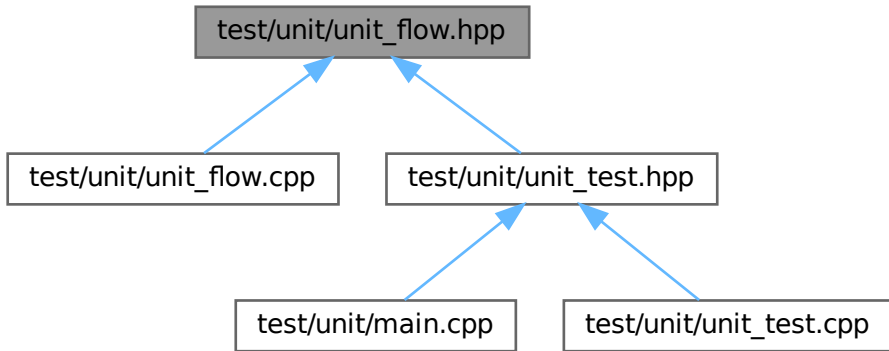 test/unit/unit_flow.hpp
test/unit/unit_flow.cpp
test/unit/unit_test.hpp
test/unit/main.cpp
test/unit/unit_test.cpp